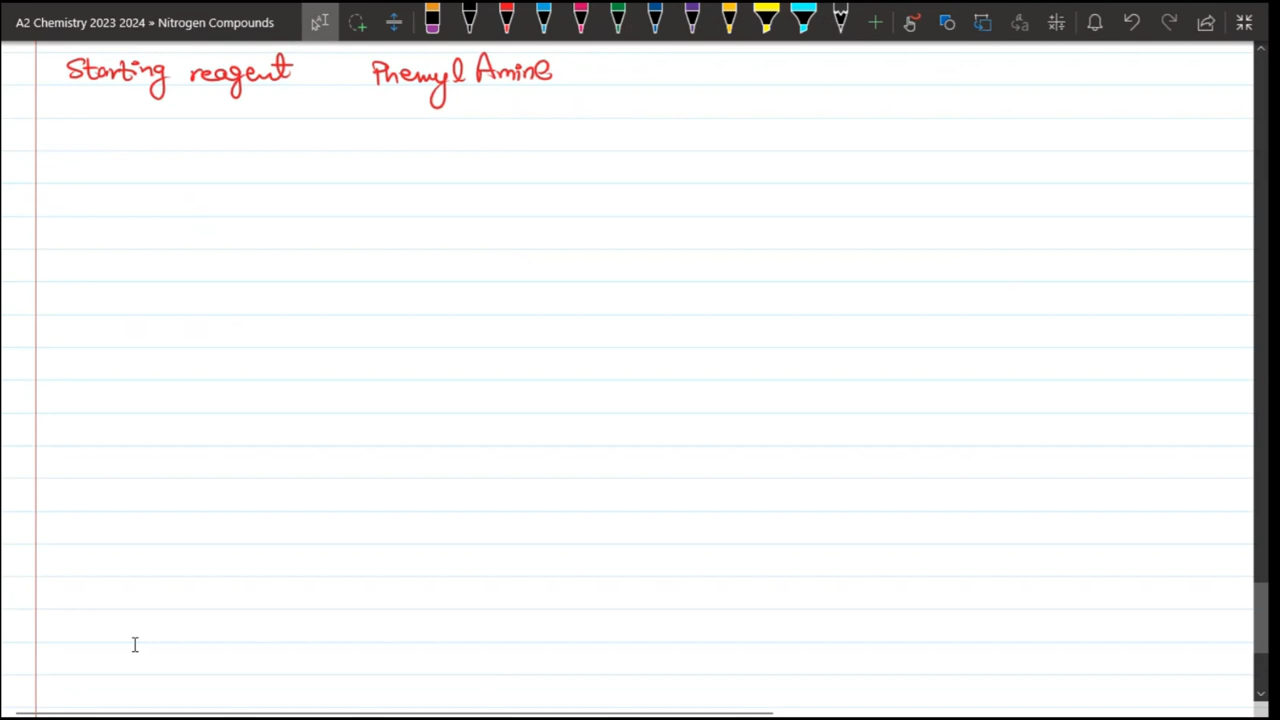 A2 Chemistry 2023 2024 » Nitrogen Compounds
Starting reagent Phenyl Amine